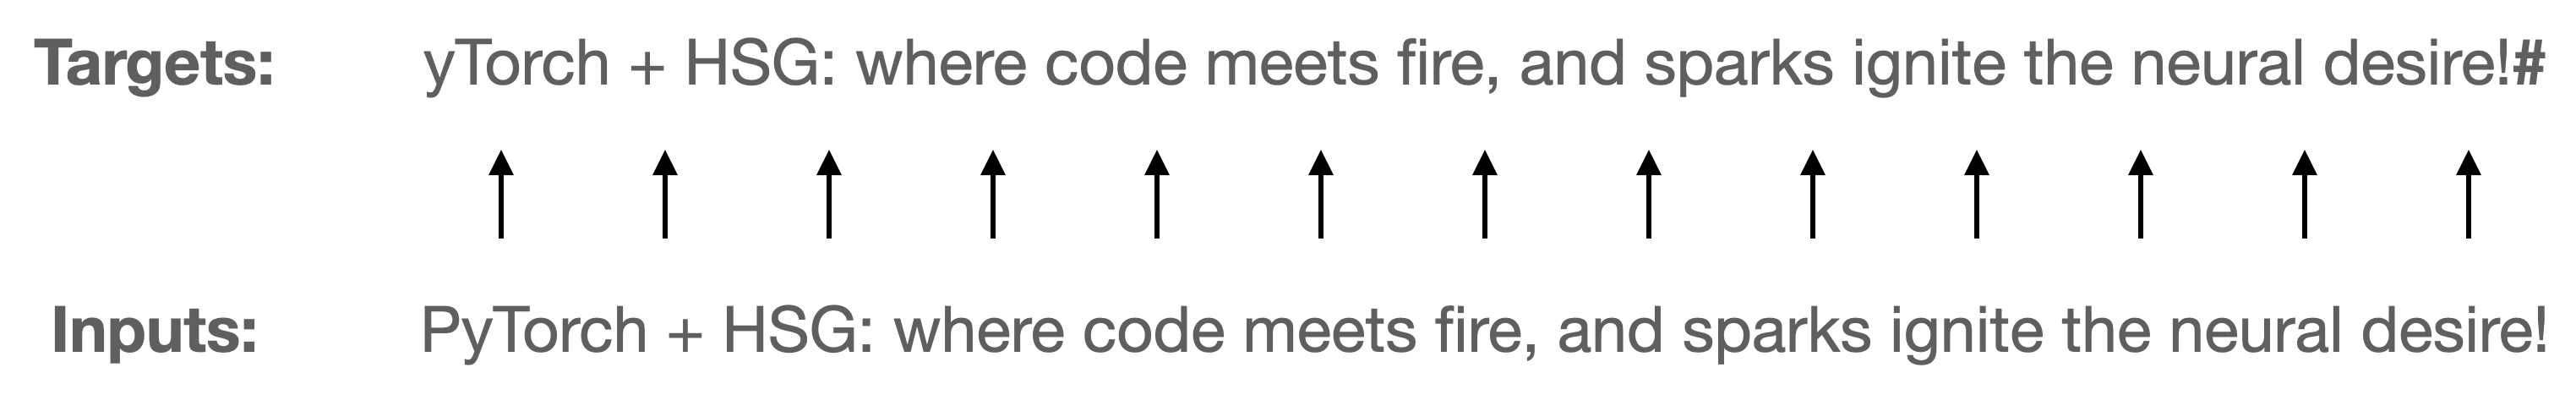 Targets: yTorch + HSG: where code meets fire, and sparks ignite the neural desire!#
Inputs: PyTorch + HSG: where code meets fire, and sparks ignite the neural desire!